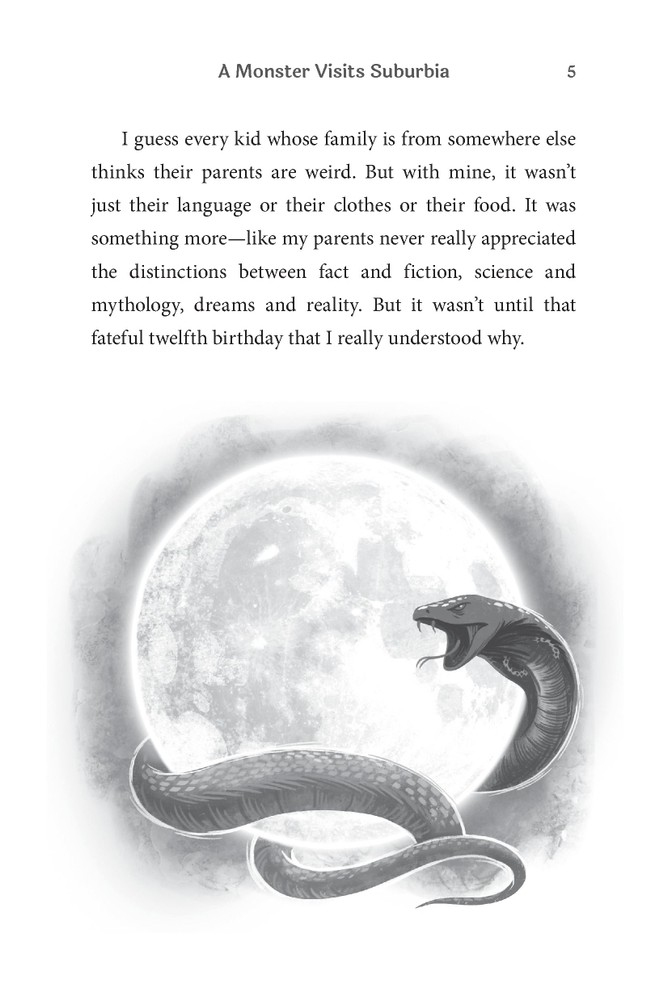 A Monster Visits Suburbia 5
I guess every kid whose family is from somewhere else
thinks their parents are weird. But with mine, it wasn’t
just their language or their clothes or their food. It was
something more—like my parents never really appreciated
the distinctions between fact and fiction, science and
mythology, dreams and reality. But it wasn’t until that
fateful twelfth birthday that I really understood why.